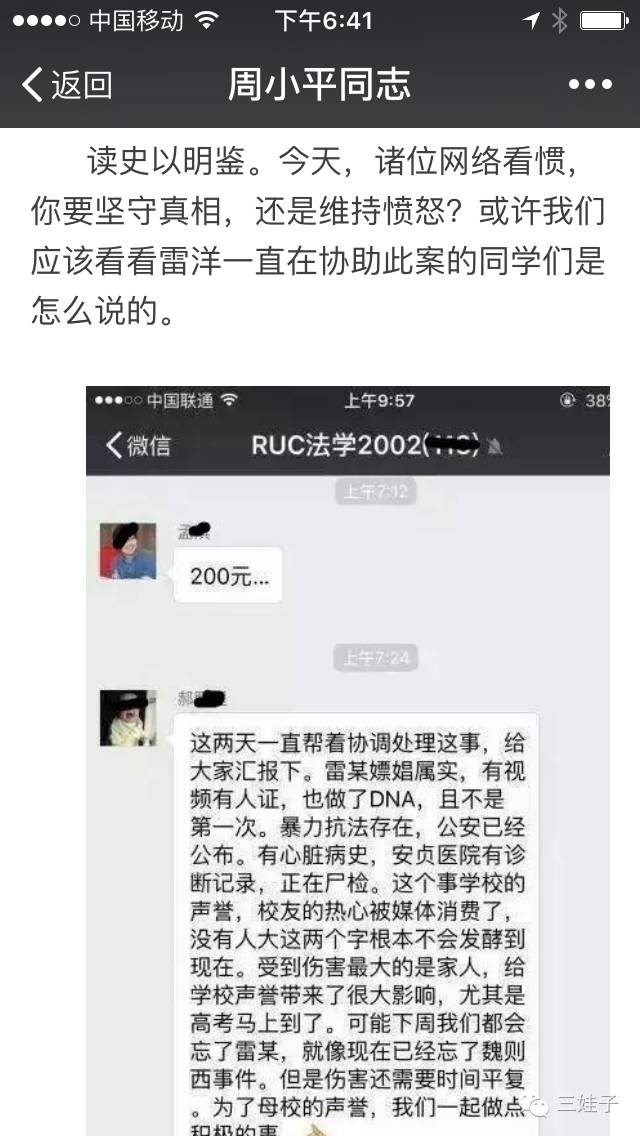 中国移动 下午6:41
返回 周小平同志
读史以明鉴。今天，诸位网络看惯，
你要坚守真相，还是维持愤怒？或许我们
应该看看雷洋一直在协助此案的同学们是
怎么说的。
中国联通 上午9:57 38%
微信 RUC法学2002(
上午7:12
孟
200元...
上午7:24
郝
这两天一直帮着协调处理这事，给
大家汇报下。雷某嫖娼属实，有视
频有人证，也做了DNA，且不是
第一次。暴力抗法存在，公安已经
公布。有心脏病史，安贞医院有诊
断记录，正在尸检。这个事学校的
声誉，校友的热心被媒体消费了，
没有人大这两个字根本不会发酵到
现在。受到伤害最大的是家人，给
学校声誉带来了很大影响，尤其是
高考马上到了。可能下周我们都会
忘了雷某，就像现在已经忘了魏则
西事件。但是伤害还需要时间平复
。为了母校的声誉，我们一起做点
积极的事
三娃子